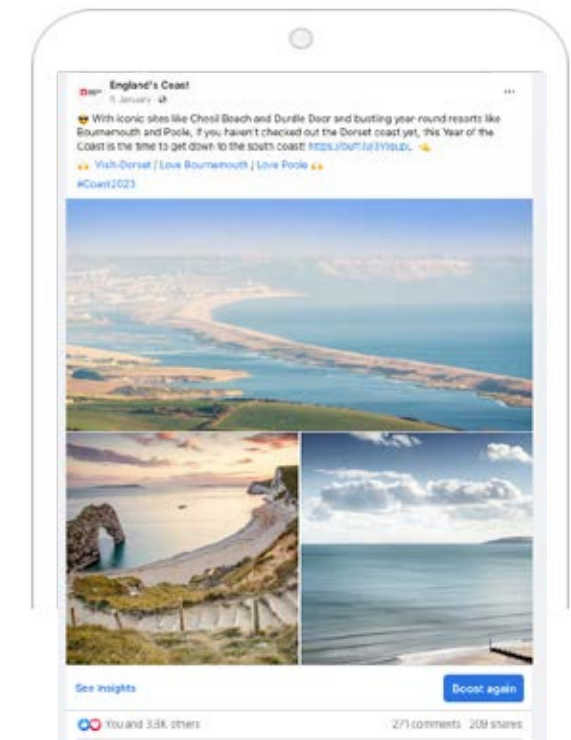 England's Coast
5 January
😎 With iconic sites like Chesil Beach and Durdle Door and bustling year-round resorts like
Bournemouth and Poole, if you haven't checked out the Dorset coast yet, this Year of the
Coast is the time to get down to the south coast!
🙌 Visit-Dorset | Love Bournemouth | Love Poole 🙌
#Coast2023
See insights
Boost again
You and 3.8K others
271 comments 209 shares